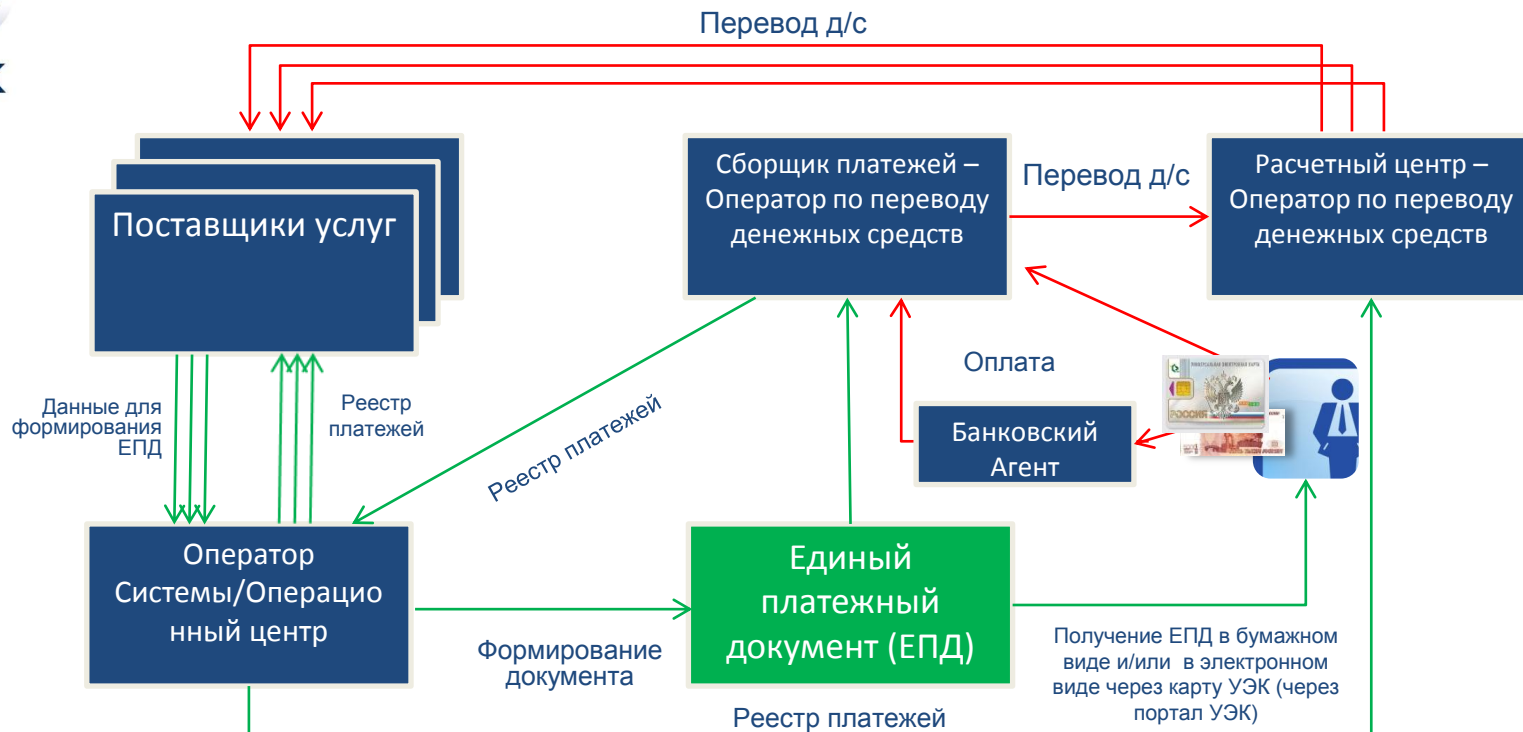 к
Перевод д/с
Поставщики услуг
Сборщик платежей –
Оператор по переводу
денежных средств
Перевод д/с
Расчетный центр –
Оператор по переводу
денежных средств
Данные для
формирования
ЕПД
Реестр
платежей
Реестр платежей
Оплата
Банковский
Агент
РОССИЯ
Оператор
Системы/Операцио
нный центр
Формирование
документа
Единый
платежный
документ (ЕПД)
Получение ЕПД в бумажном
виде и/или в электронном
виде через карту УЭК (через
портал УЭК)
Реестр платежей